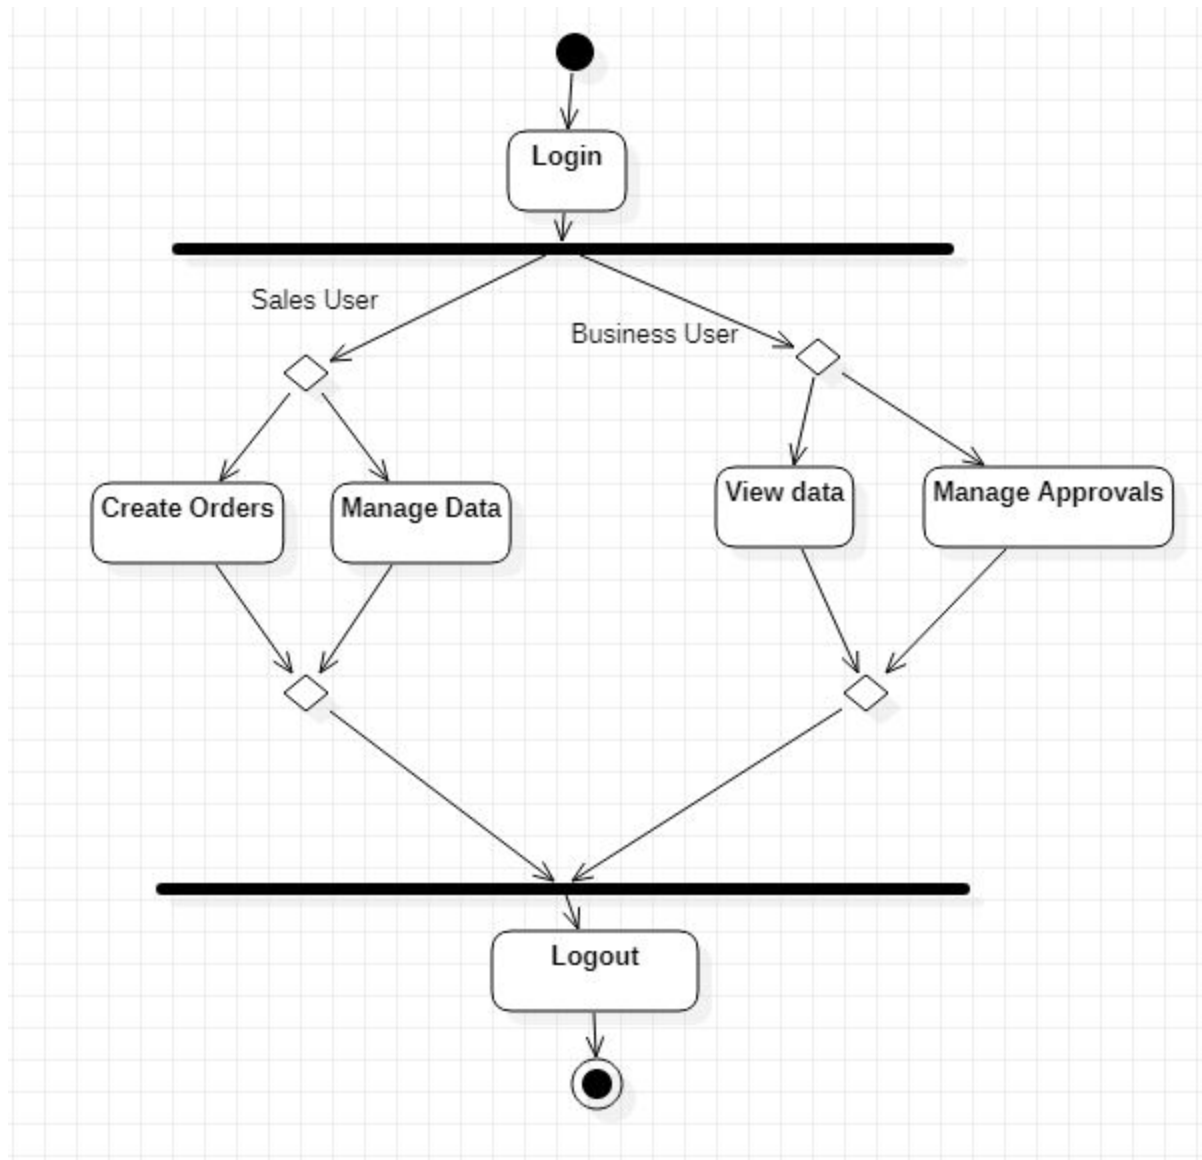 Login
Sales User
Business User
Create Orders
Manage Data
View data
Manage Approvals
Logout